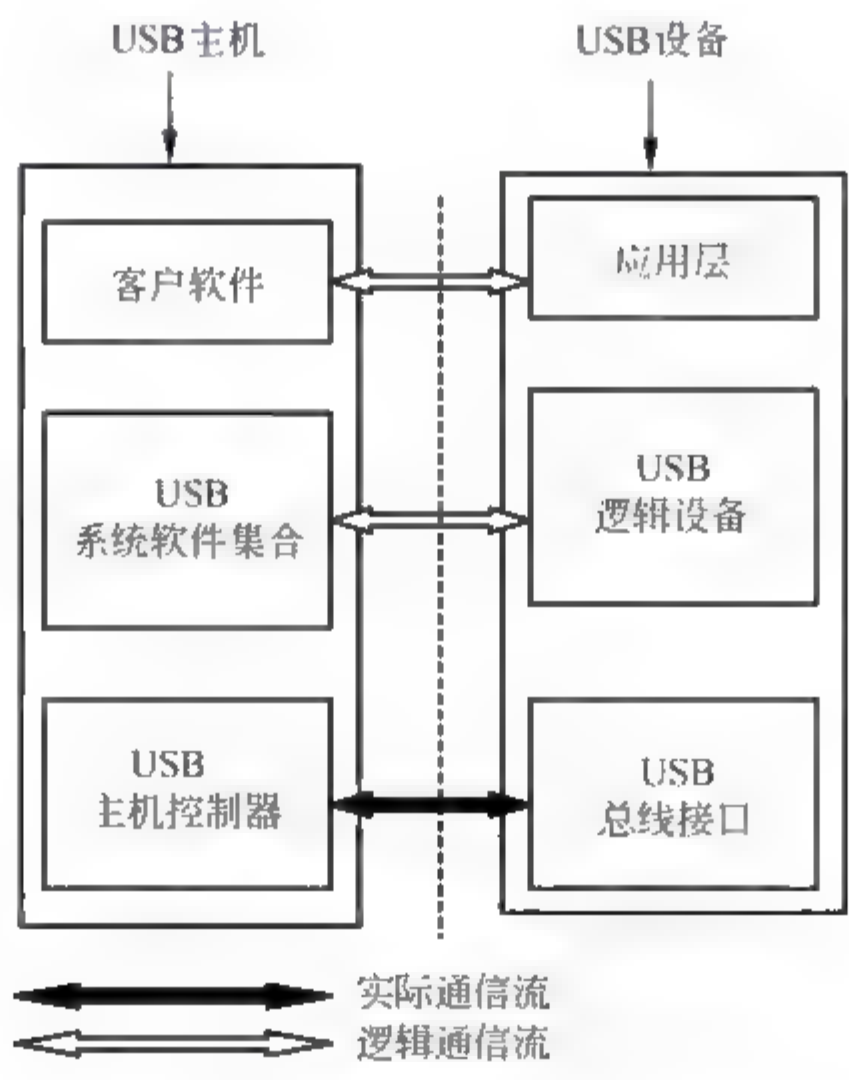 USB主机
USB设备
客户软件
应用层
USB
系统软件集合
USB
逻辑设备
USB
主机控制器
USB
总线接口
实际通信流
逻辑通信流